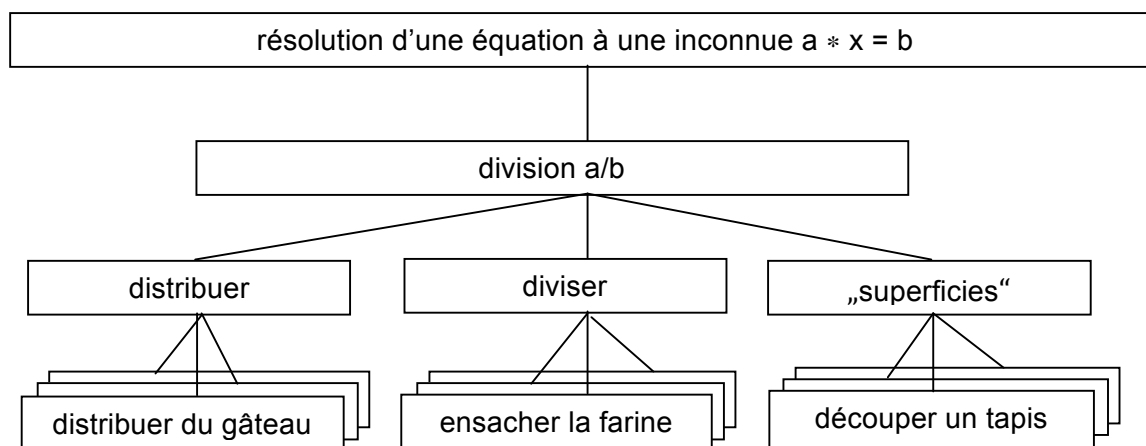 résolution d’une équation à une inconnue a ∗ x = b
division a/b
distribuer
diviser
„superficies“
distribuer du gâteau
ensacher la farine
découper un tapis